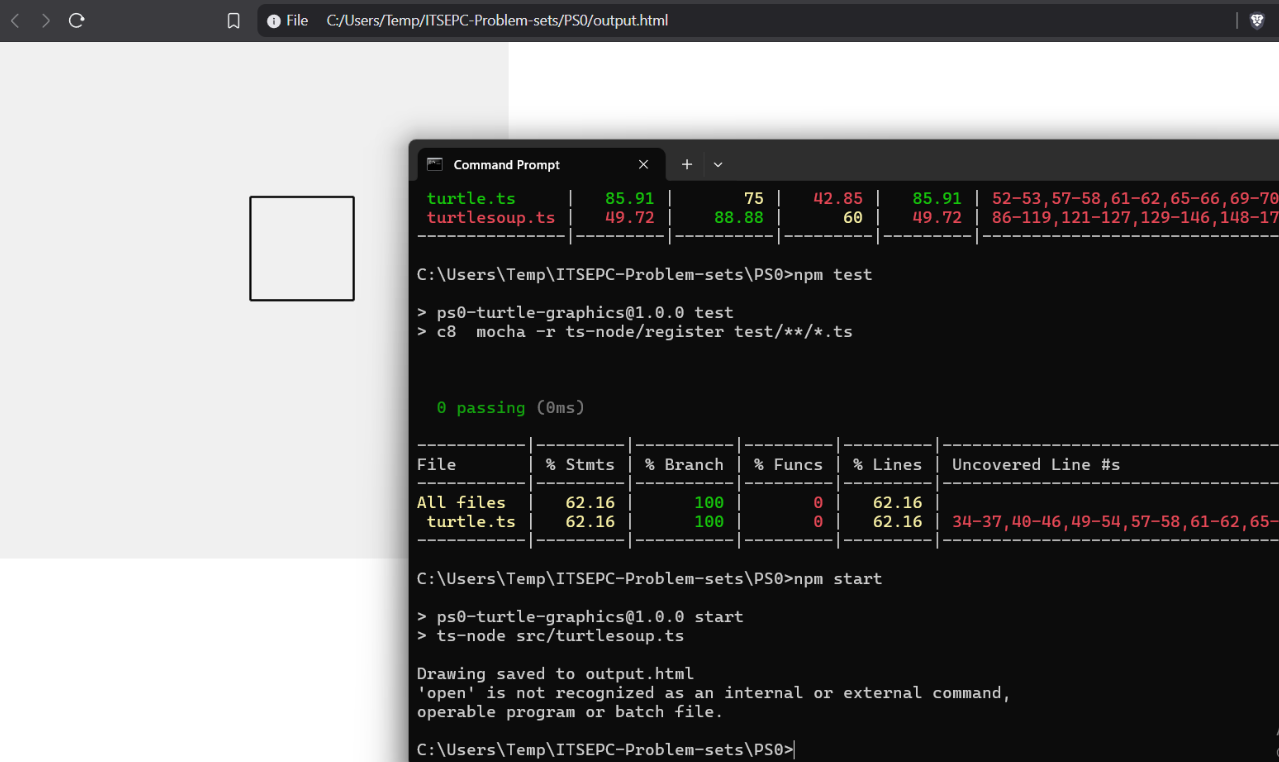 File C:/Users/Temp/ITSEPC-Problem-sets/PS0/output.html
Command Prompt
turtle.ts | 85.91 | 75 | 42.85 | 85.91 | 52-53,57-58,61-62,65-66,69-70
turtlesoup.ts | 49.72 | 88.88 | 60 | 49.72 | 86-119,121-127,129-146,148-17
C:\Users\Temp\ITSEPC-Problem-sets\PS0>npm test
> ps0-turtle-graphics@1.0.0 test
> c8 mocha -r ts-node/register test/**/*.ts
0 passing (0ms)
File | % Stmts | % Branch | % Funcs | % Lines | Uncovered Line #s
All files | 62.16 | 100 | 0 | 62.16 |
turtle.ts | 62.16 | 100 | 0 | 62.16 | 34-37,40-46,49-54,57-58,61-62,65-
C:\Users\Temp\ITSEPC-Problem-sets\PS0>npm start
> ps0-turtle-graphics@1.0.0 start
> ts-node src/turtlesoup.ts
Drawing saved to output.html
'open' is not recognized as an internal or external command,
operable program or batch file.
C:\Users\Temp\ITSEPC-Problem-sets\PS0>